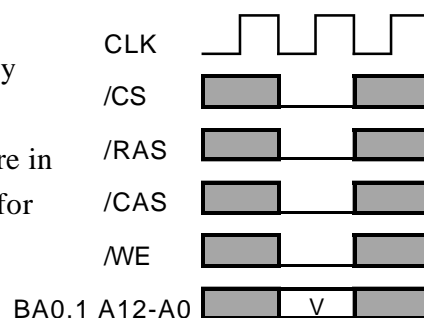 CLK
y
/CS
re in
/RAS
for
/CAS
/WE
BA0.1 A12-A0
V